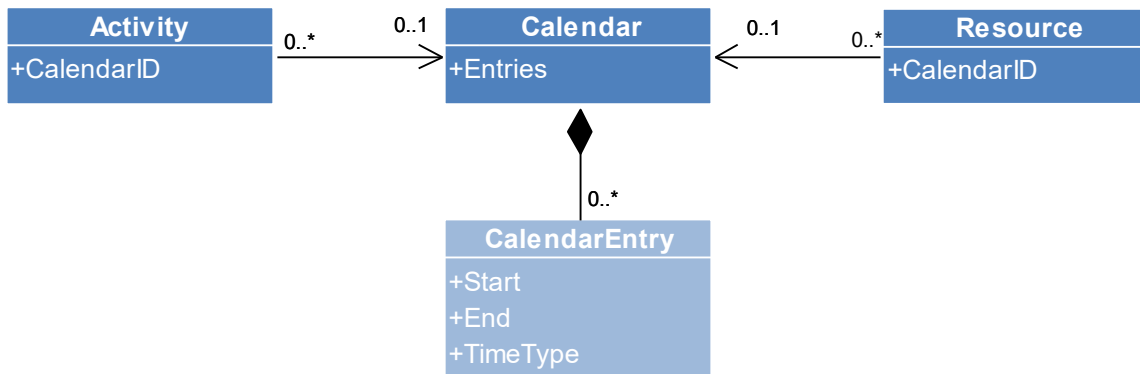 Activity
+CalendarID
0..*
0..1
Calendar
+Entries
0..1
0..*
Resource
+CalendarID
0..*
CalendarEntry
+Start
+End
+TimeType